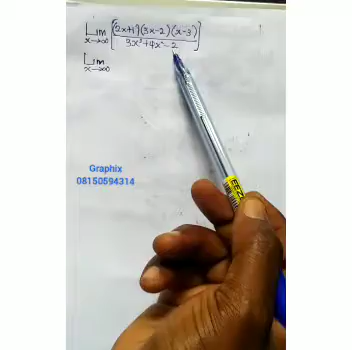 Lim [(2x+1)(3x-2)(x-3)]
x→∞ 3x³+4x²-2
Lim
x→∞
Graphix
08150594314